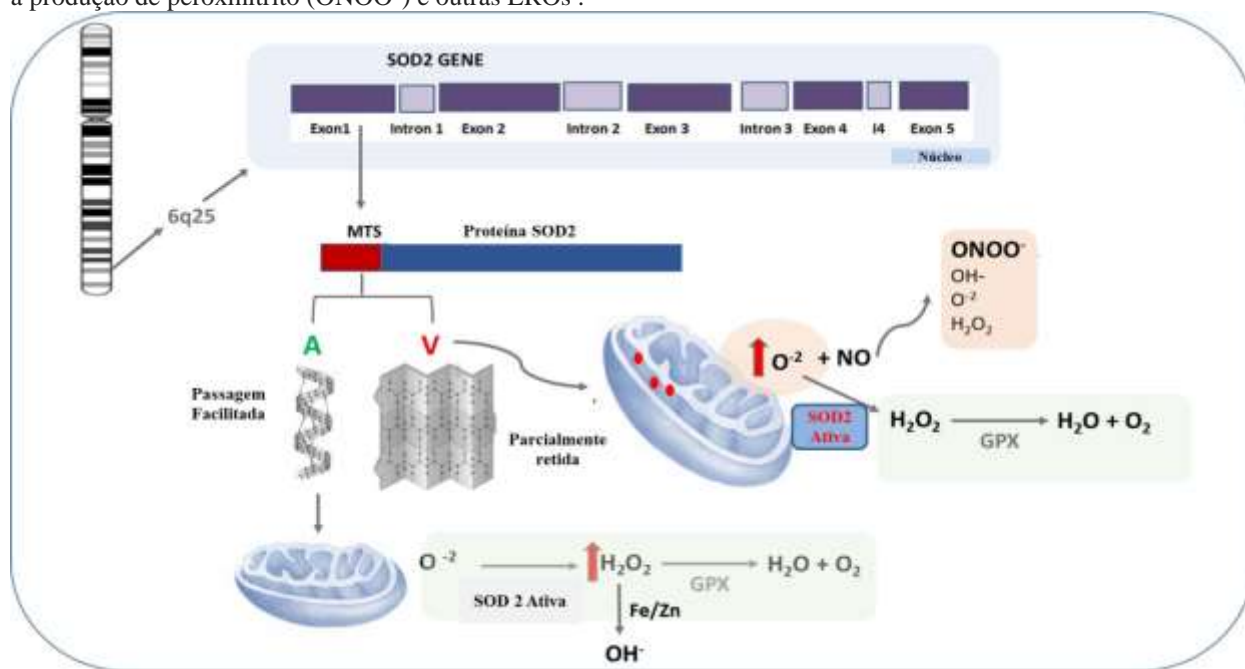 a produção de peroxinitrito (ONOO⁻) e outras EROs .
SOD2 GENE
Exon1 Intron 1 Exon 2 Intron 2 Exon 3 Intron 3 Exon 4 I4 Exon 5
Núcleo
6q25
MTS Proteína SOD2
A V
Passagem
Facilitada
Parcialmente
retida
ONOO⁻
OH-
O⁻²
H₂O₂
O⁻² + NO
SOD2
Ativa
H₂O₂ GPX H₂O + O₂
O ⁻² SOD 2 Ativa H₂O₂ GPX H₂O + O₂
Fe/Zn
OH⁻